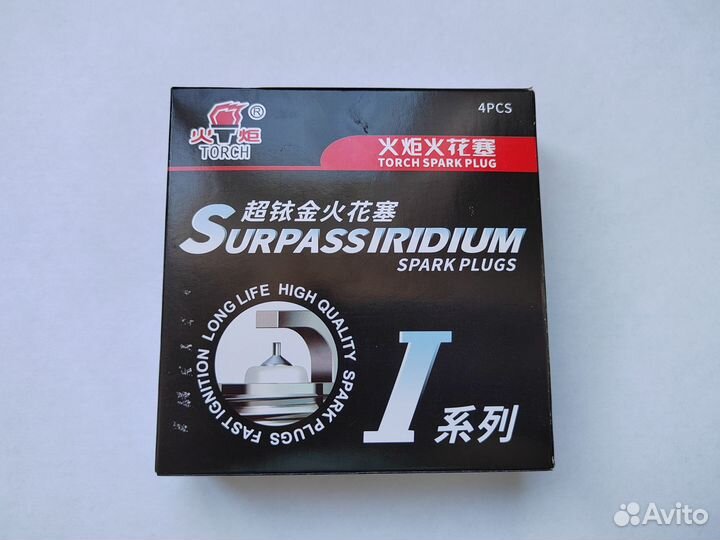 火 炬®
TORCH
4PCS
火炬火花塞
TORCH SPARK PLUG
超铱金火花塞
SURPASSIRIDIUM
SPARK PLUGS
FAST IGNITION LONG LIFE HIGH QUALITY SPARK PLUGS
I 系列
Avito